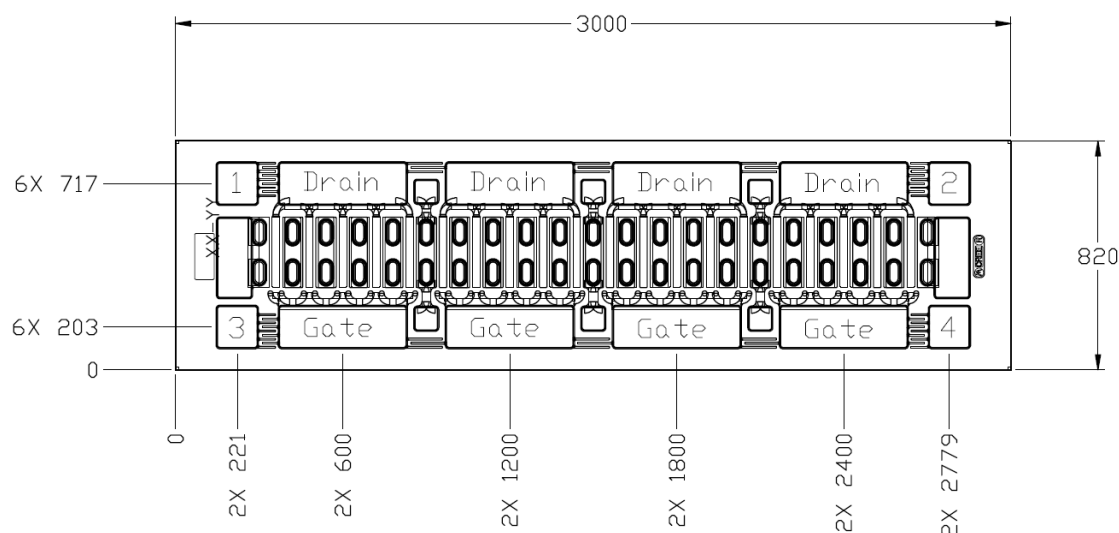 3000
6X 717
1 Drain Drain Drain Drain 2
XX-YY
CREE
820
6X 203
3 Gate Gate Gate Gate 4
0
0
2X 221
2X 600
2X 1200
2X 1800
2X 2400
2X 2779